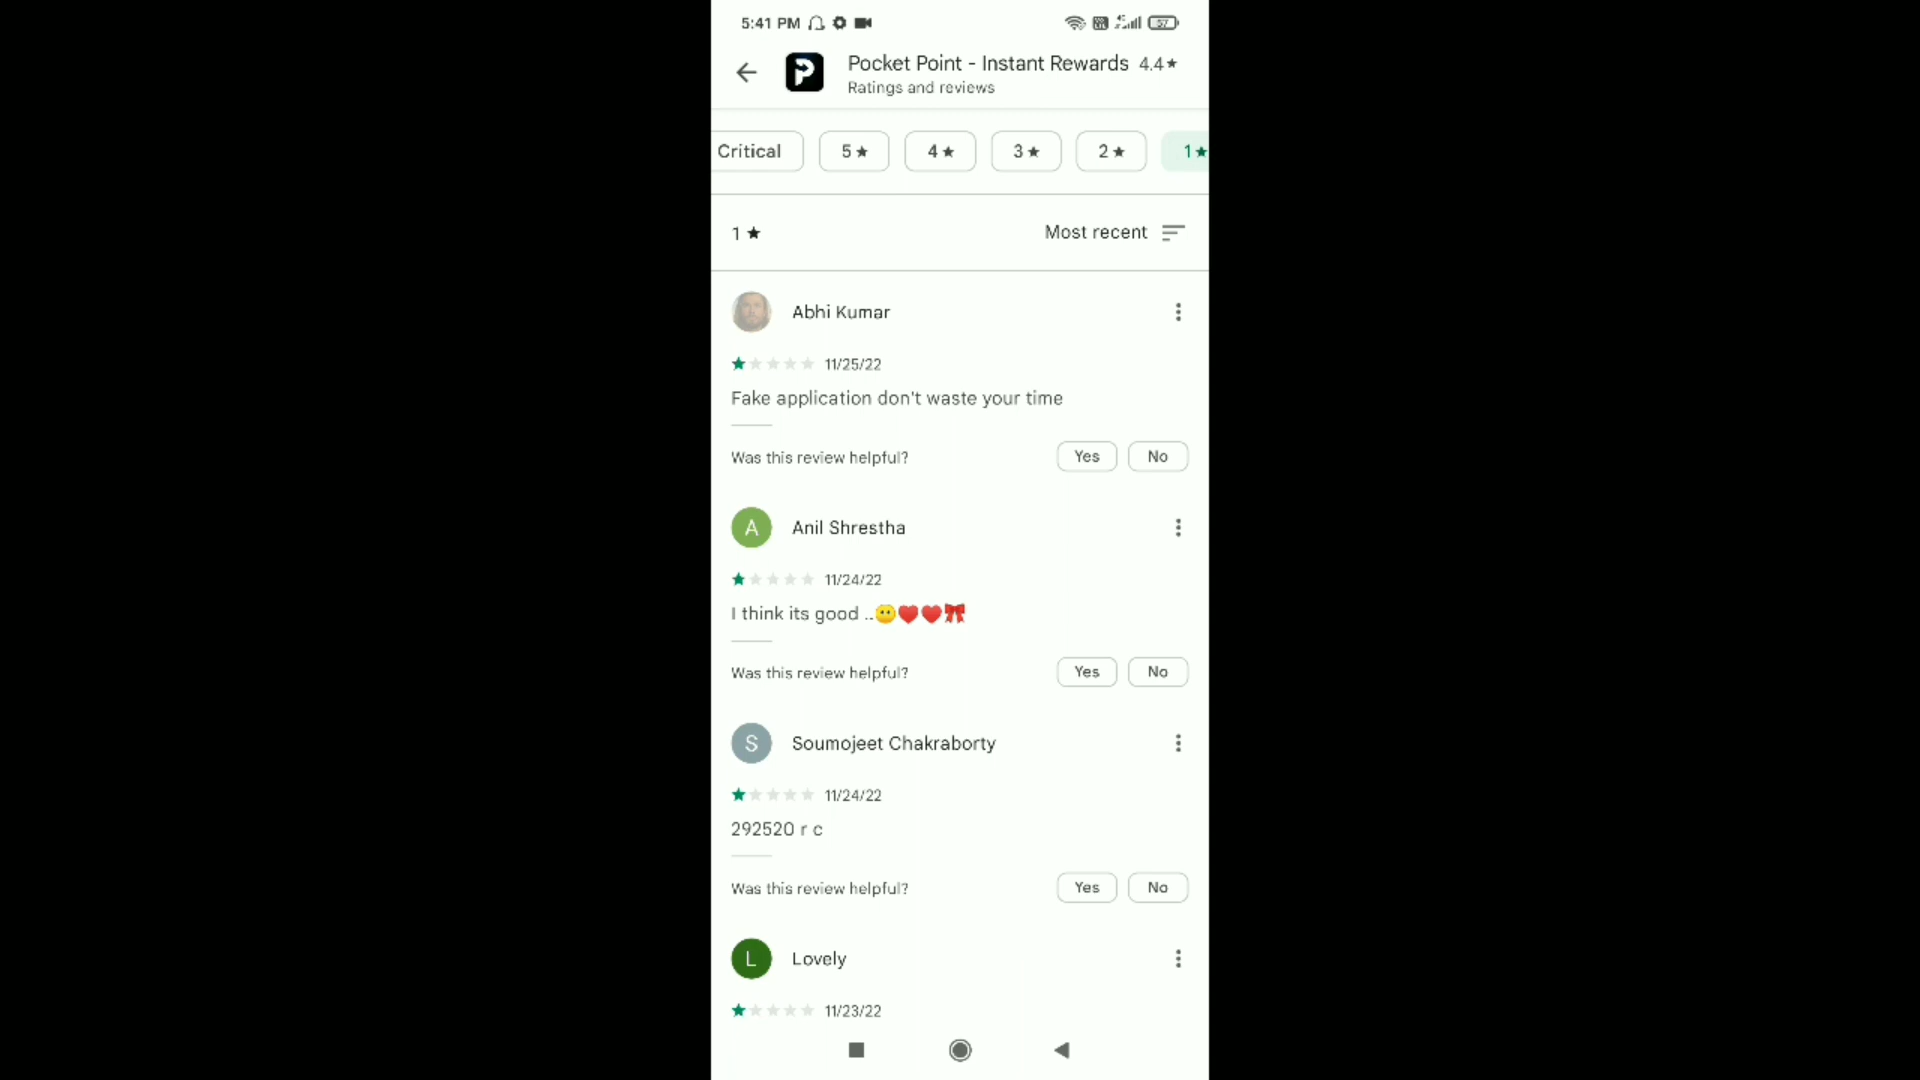 5:41 PM
57
Pocket Point - Instant Rewards 4.4★
Ratings and reviews
Critical 5★ 4★ 3★ 2★ 1★
1★ Most recent
Abhi Kumar
11/25/22
Fake application don't waste your time
Was this review helpful? Yes No
A Anil Shrestha
11/24/22
I think its good ..😶❤️❤️🎀
Was this review helpful? Yes No
S Soumojeet Chakraborty
11/24/22
292520 r c
Was this review helpful? Yes No
L Lovely
11/23/22